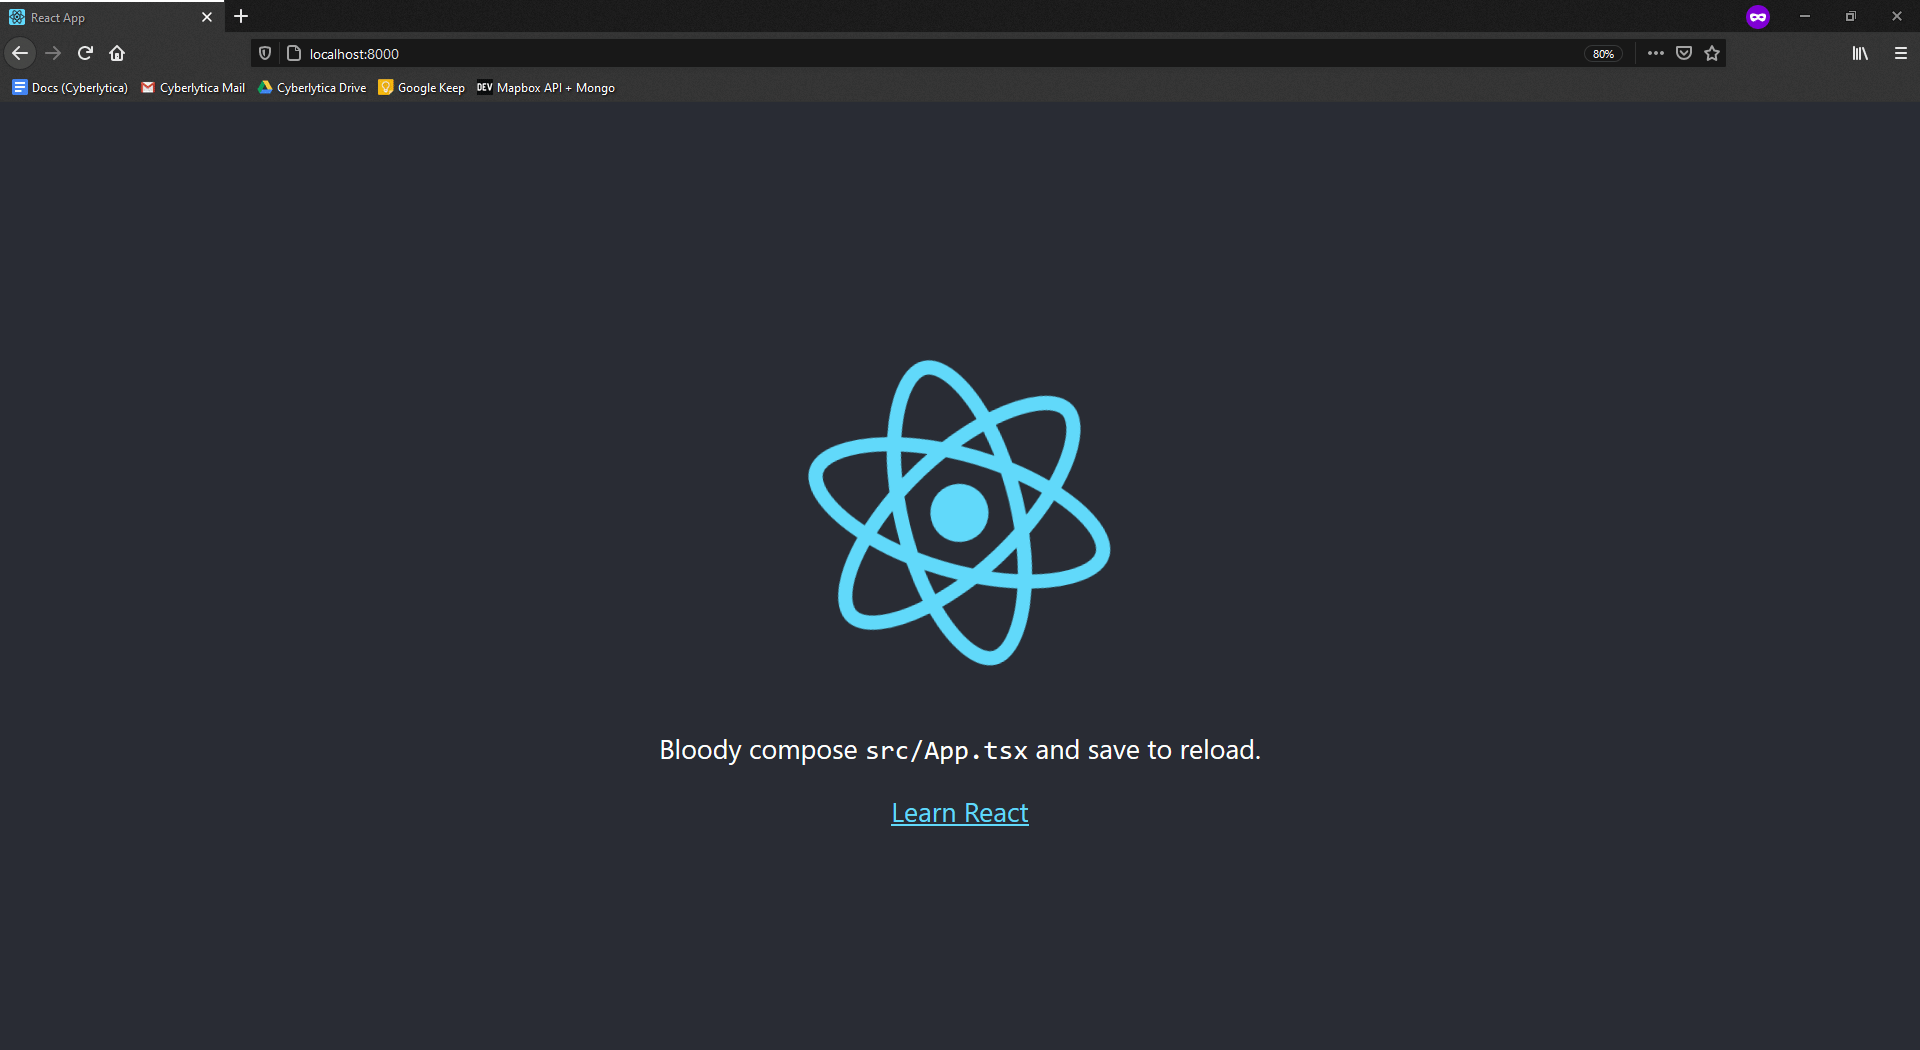 React App
localhost:8000
80%
Docs (Cyberlytica) Cyberlytica Mail Cyberlytica Drive Google Keep DEV Mapbox API + Mongo
Bloody compose src/App.tsx and save to reload.
Learn React